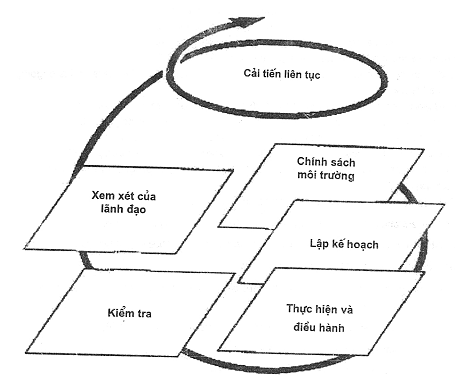 Cải tiến liên tục
Chính sách
môi trường
Lập kế hoạch
Thực hiện và
điều hành
Kiểm tra
Xem xét của
lãnh đạo